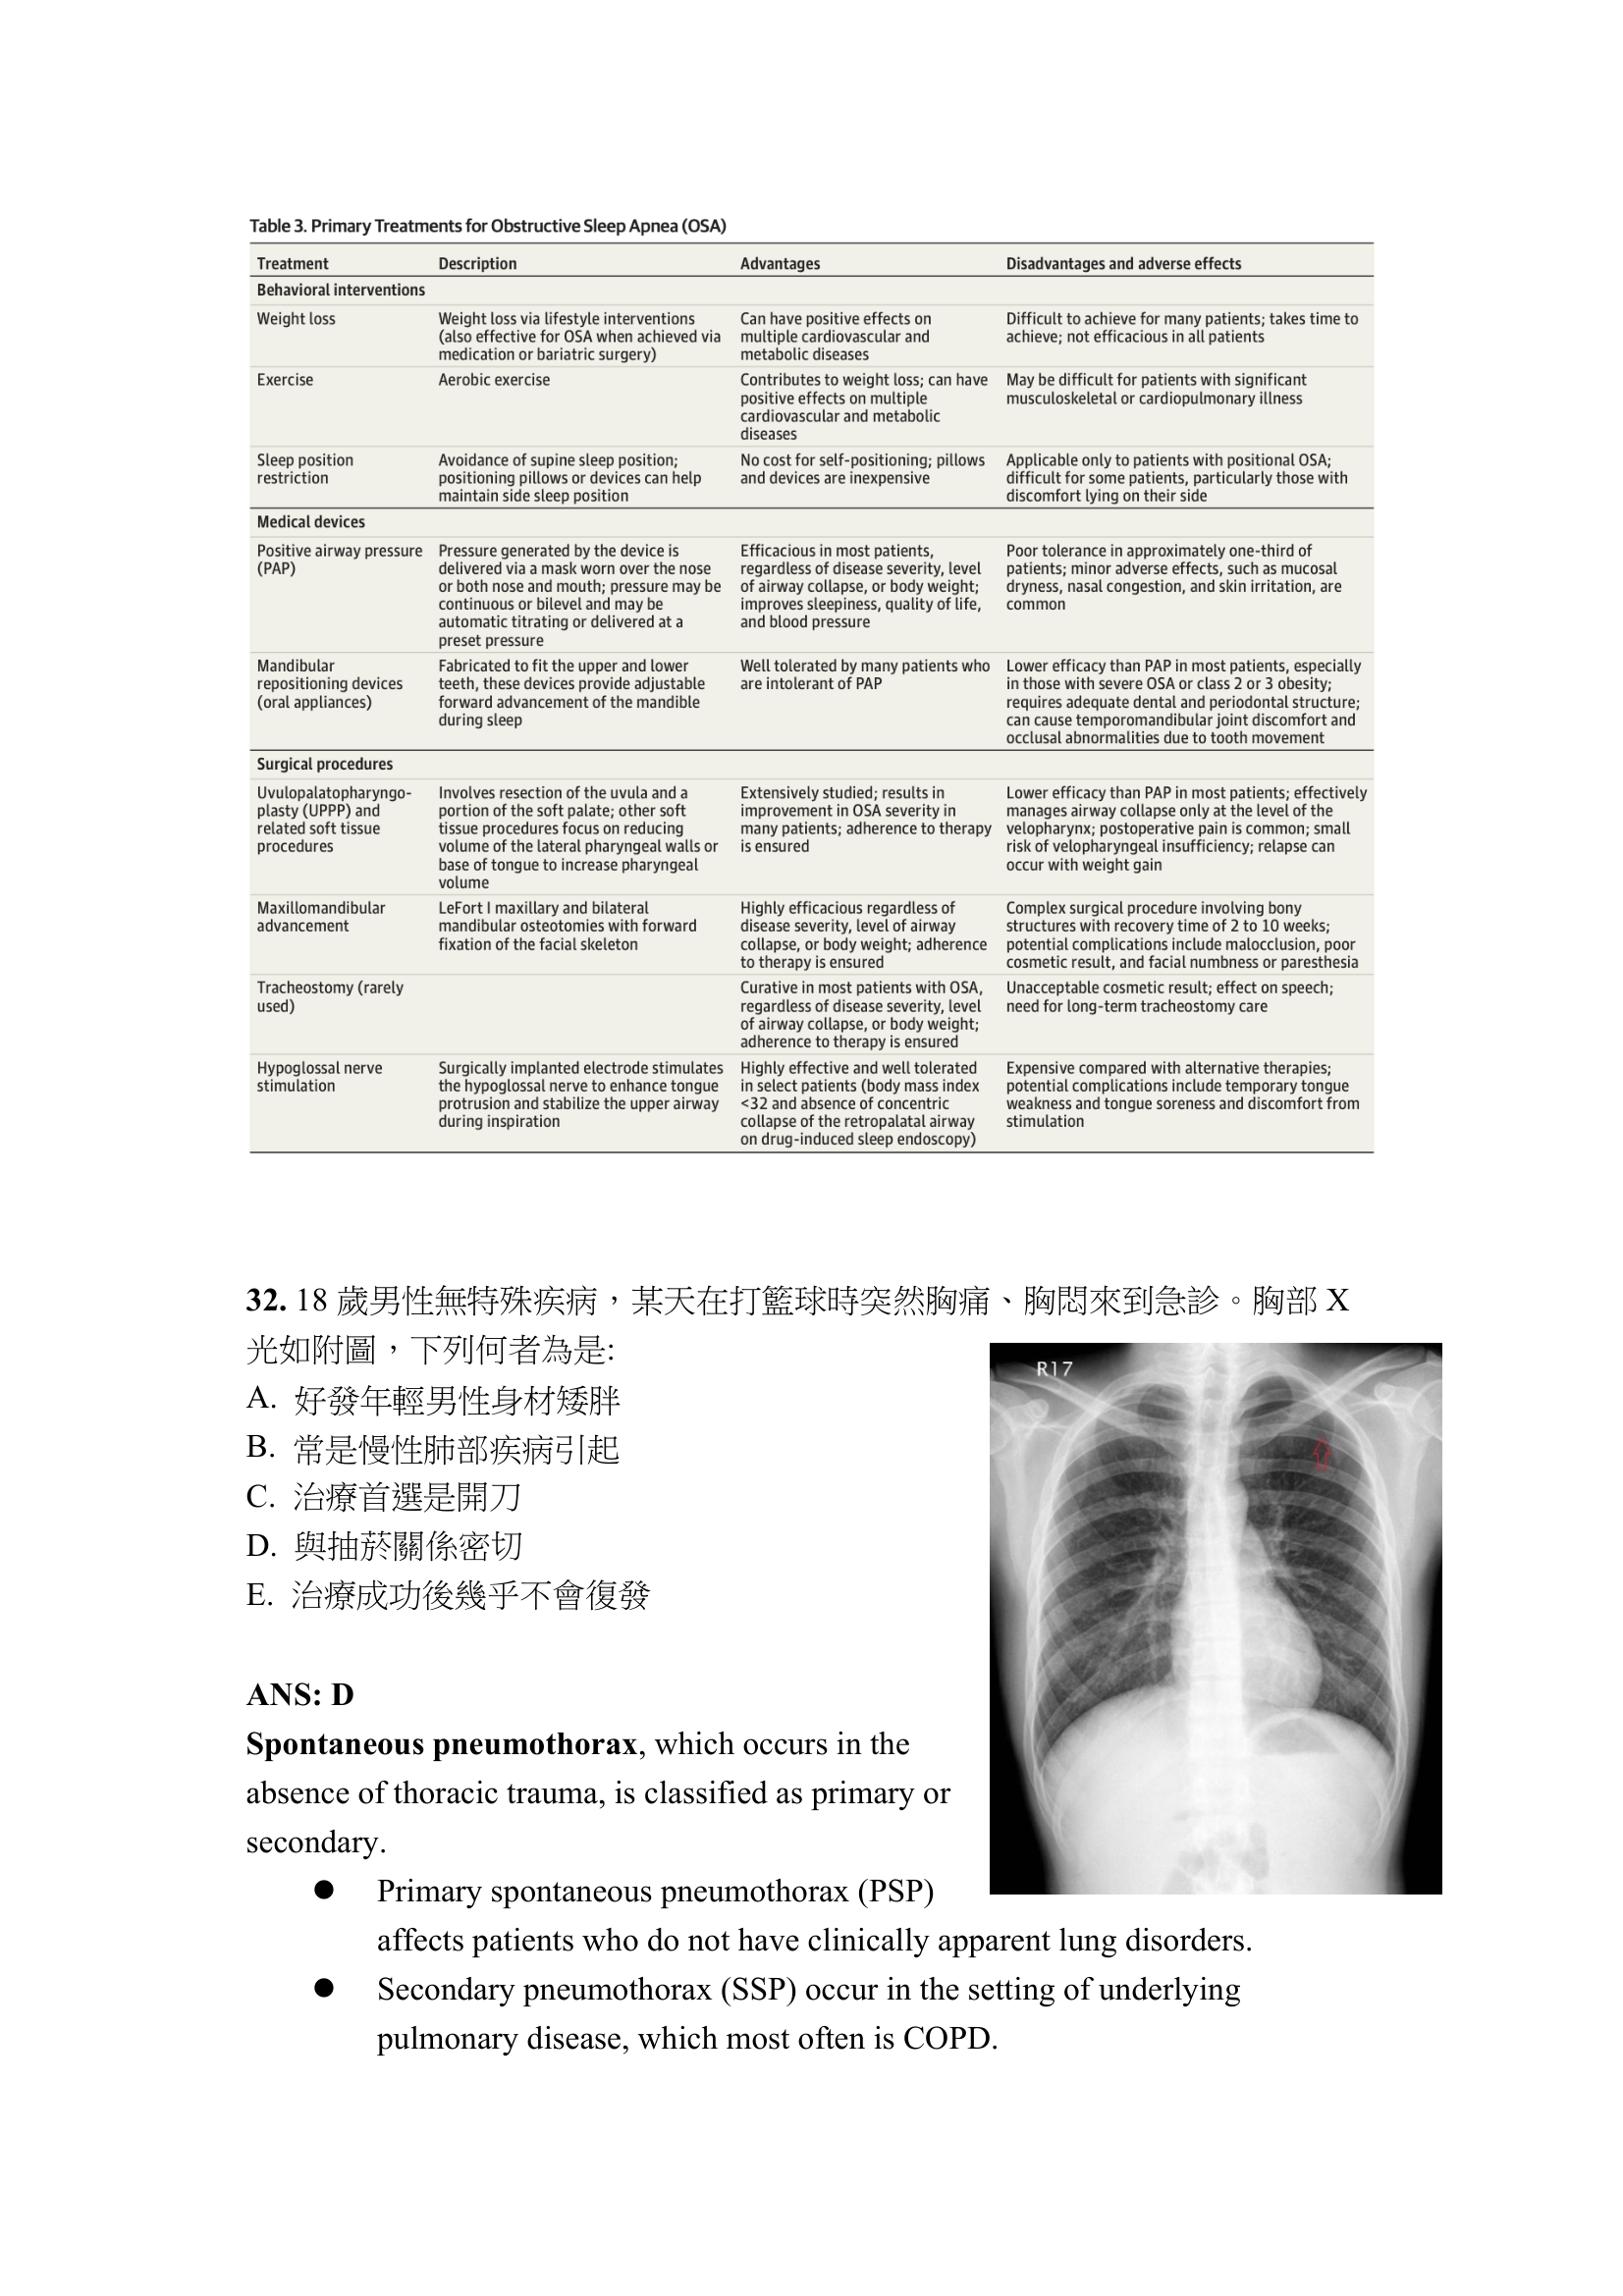 Table 3. Primary Treatments for Obstructive Sleep Apnea (OSA)
Treatment Description Advantages Disadvantages and adverse effects
Behavioral interventions
Weight loss Weight loss via lifestyle interventions Can have positive effects on Difficult to achieve for many patients; takes time to
(also effective for OSA when achieved via multiple cardiovascular and achieve; not efficacious in all patients
medication or bariatric surgery) metabolic diseases
Exercise Aerobic exercise Contributes to weight loss; can have May be difficult for patients with significant
positive effects on multiple musculoskeletal or cardiopulmonary illness
cardiovascular and metabolic
diseases
Sleep position Avoidance of supine sleep position; No cost for self-positioning; pillows Applicable only to patients with positional OSA;
restriction positioning pillows or devices can help and devices are inexpensive difficult for some patients, particularly those with
maintain side sleep position discomfort lying on their side
Medical devices
Positive airway pressure Pressure generated by the device is Efficacious in most patients, Poor tolerance in approximately one-third of
(PAP) delivered via a mask worn over the nose regardless of disease severity, level patients; minor adverse effects, such as mucosal
or both nose and mouth; pressure may be of airway collapse, or body weight; dryness, nasal congestion, and skin irritation, are
continuous or bilevel and may be improves sleepiness, quality of life, common
automatic titrating or delivered at a and blood pressure
preset pressure
Mandibular Fabricated to fit the upper and lower Well tolerated by many patients who Lower efficacy than PAP in most patients, especially
repositioning devices teeth, these devices provide adjustable are intolerant of PAP in those with severe OSA or class 2 or 3 obesity;
(oral appliances) forward advancement of the mandible requires adequate dental and periodontal structure;
during sleep can cause temporomandibular joint discomfort and
occlusal abnormalities due to tooth movement
Surgical procedures
Uvulopalatopharyngo- Involves resection of the uvula and a Extensively studied; results in Lower efficacy than PAP in most patients; effectively
plasty (UPPP) and portion of the soft palate; other soft improvement in OSA severity in manages airway collapse only at the level of the
related soft tissue tissue procedures focus on reducing many patients; adherence to therapy velopharynx; postoperative pain is common; small
procedures volume of the lateral pharyngeal walls or is ensured risk of velopharyngeal insufficiency; relapse can
base of tongue to increase pharyngeal occur with weight gain
volume
Maxillomandibular LeFort I maxillary and bilateral Highly efficacious regardless of Complex surgical procedure involving bony
advancement mandibular osteotomies with forward disease severity, level of airway structures with recovery time of 2 to 10 weeks;
fixation of the facial skeleton collapse, or body weight; adherence potential complications include malocclusion, poor
to therapy is ensured cosmetic result, and facial numbness or paresthesia
Tracheostomy (rarely Curative in most patients with OSA, Unacceptable cosmetic result; effect on speech;
used) regardless of disease severity, level need for long-term tracheostomy care
of airway collapse, or body weight;
adherence to therapy is ensured
Hypoglossal nerve Surgically implanted electrode stimulates Highly effective and well tolerated Expensive compared with alternative therapies;
stimulation the hypoglossal nerve to enhance tongue in select patients (body mass index potential complications include temporary tongue
protrusion and stabilize the upper airway <32 and absence of concentric weakness and tongue soreness and discomfort from
during inspiration collapse of the retropalatal airway stimulation
on drug-induced sleep endoscopy)
32. 18 歲男性無特殊疾病，某天在打籃球時突然胸痛、胸悶來到急診。胸部 X
光如附圖，下列何者為是:
R17
A. 好發年輕男性身材矮胖
B. 常是慢性肺部疾病引起
C. 治療首選是開刀
D. 與抽菸關係密切
E. 治療成功後幾乎不會復發
ANS: D
Spontaneous pneumothorax, which occurs in the
absence of thoracic trauma, is classified as primary or
secondary.
● Primary spontaneous pneumothorax (PSP)
affects patients who do not have clinically apparent lung disorders.
● Secondary pneumothorax (SSP) occur in the setting of underlying
pulmonary disease, which most often is COPD.